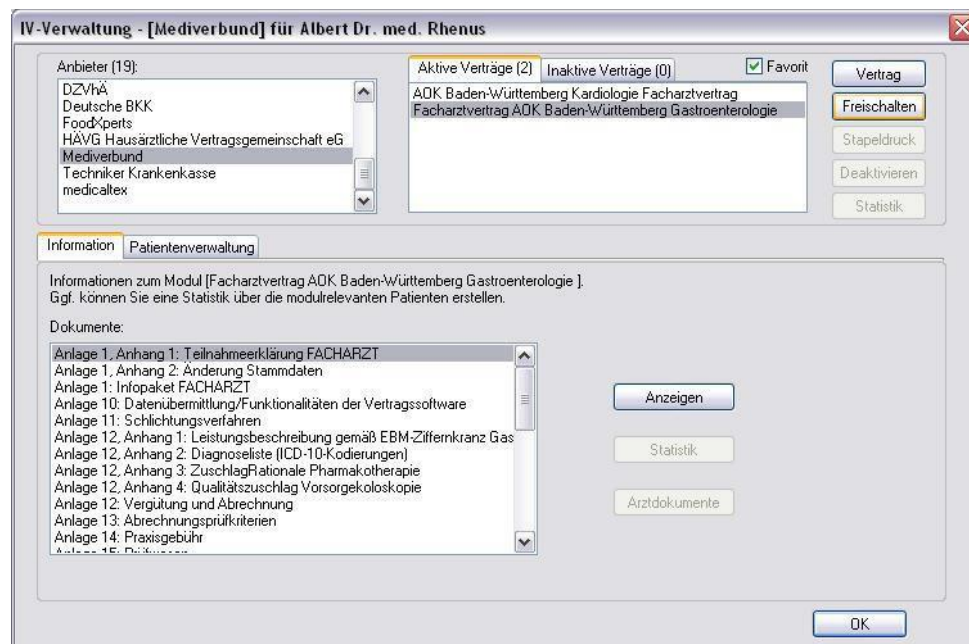 IV-Verwaltung - [Mediverbund] für Albert Dr. med. Rhenus
Anbieter (19):
DZVhÄ
Deutsche BKK
FoodXperts
HÄVG Hausärztliche Vertragsgemeinschaft eG
Mediverbund
Techniker Krankenkasse
medicaltex
Aktive Verträge (2)
Inaktive Verträge (0)
Favorit
AOK Baden-Württemberg Kardiologie Facharztvertrag
Facharztvertrag AOK Baden-Württemberg Gastroenterologie
Vertrag
Freischalten
Stapeldruck
Deaktivieren
Statistik
Information
Patientenverwaltung
Informationen zum Modul [Facharztvertrag AOK Baden-Württemberg Gastroenterologie ].
Ggf. können Sie eine Statistik über die modulrelevanten Patienten erstellen.
Dokumente:
Anlage 1, Anhang 1: Teilnahmeerklärung FACHARZT
Anlage 1, Anhang 2: Änderung Stammdaten
Anlage 1: Infopaket FACHARZT
Anlage 10: Datenübermittlung/Funktionalitäten der Vertragssoftware
Anlage 11: Schlichtungsverfahren
Anlage 12, Anhang 1: Leistungsbeschreibung gemäß EBM-Ziffernkranz Gas
Anlage 12, Anhang 2: Diagnoseliste (ICD-10-Kodierungen)
Anlage 12, Anhang 3: ZuschlagRationale Pharmakotherapie
Anlage 12, Anhang 4: Qualitätszuschlag Vorsorgekoloskopie
Anlage 12: Vergütung und Abrechnung
Anlage 13: Abrechnungsprüfkriterien
Anlage 14: Praxisgebühr
Anlage 15: Prüfwesen
Anzeigen
Statistik
Arztdokumente
OK